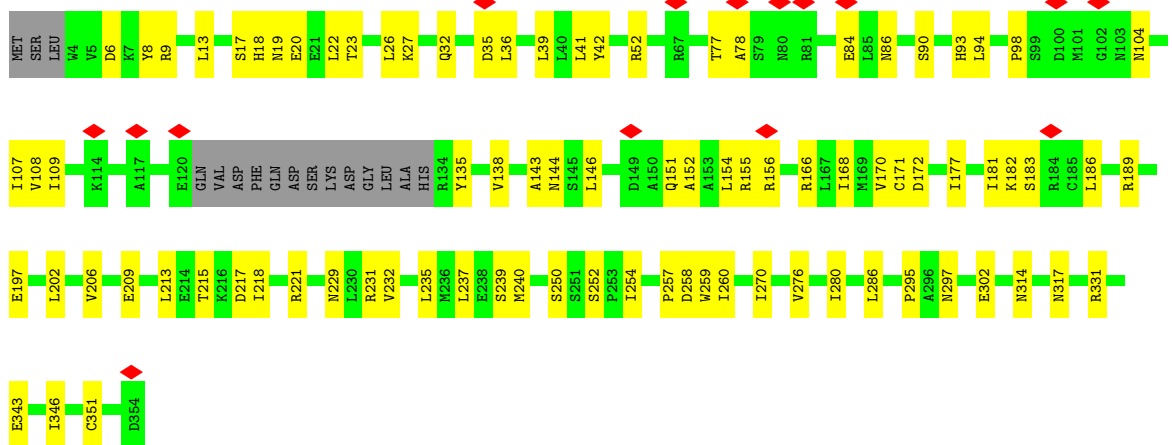 MET SER LEU W4 V5 D6 K7 Y8 R9 L13 S17 H18 N19 E20 E21 L22 T23 L26 K27 Q32 D35 L36 L39 L40 L41 Y42 R52 R67 T77 A78 S79 N80 R81 E84 L85 N86 S90 H93 L94 P98 S99 D100 M101 G102 N103 N104
I107 V108 I109 K114 A117 E120 GLN VAL ASP PHE GLN ASP SER LYS ASP GLY LEU ALA HIS R134 Y135 V138 A143 N144 S145 L146 D149 A150 Q151 A152 A153 L154 R155 R156 R166 L167 I168 M169 V170 C171 D172 I177 I181 K182 S183 R184 C185 L186 R189
E197 L202 V206 E209 L213 E214 T215 K216 D217 I218 R221 N229 L230 R231 V232 L235 M236 L237 E238 S239 M240 S250 S251 S252 P253 I254 P257 D258 W259 I260 I270 V276 I280 L286 P295 A296 N297 E302 N314 N317 R331
E343 I346 C351 D354